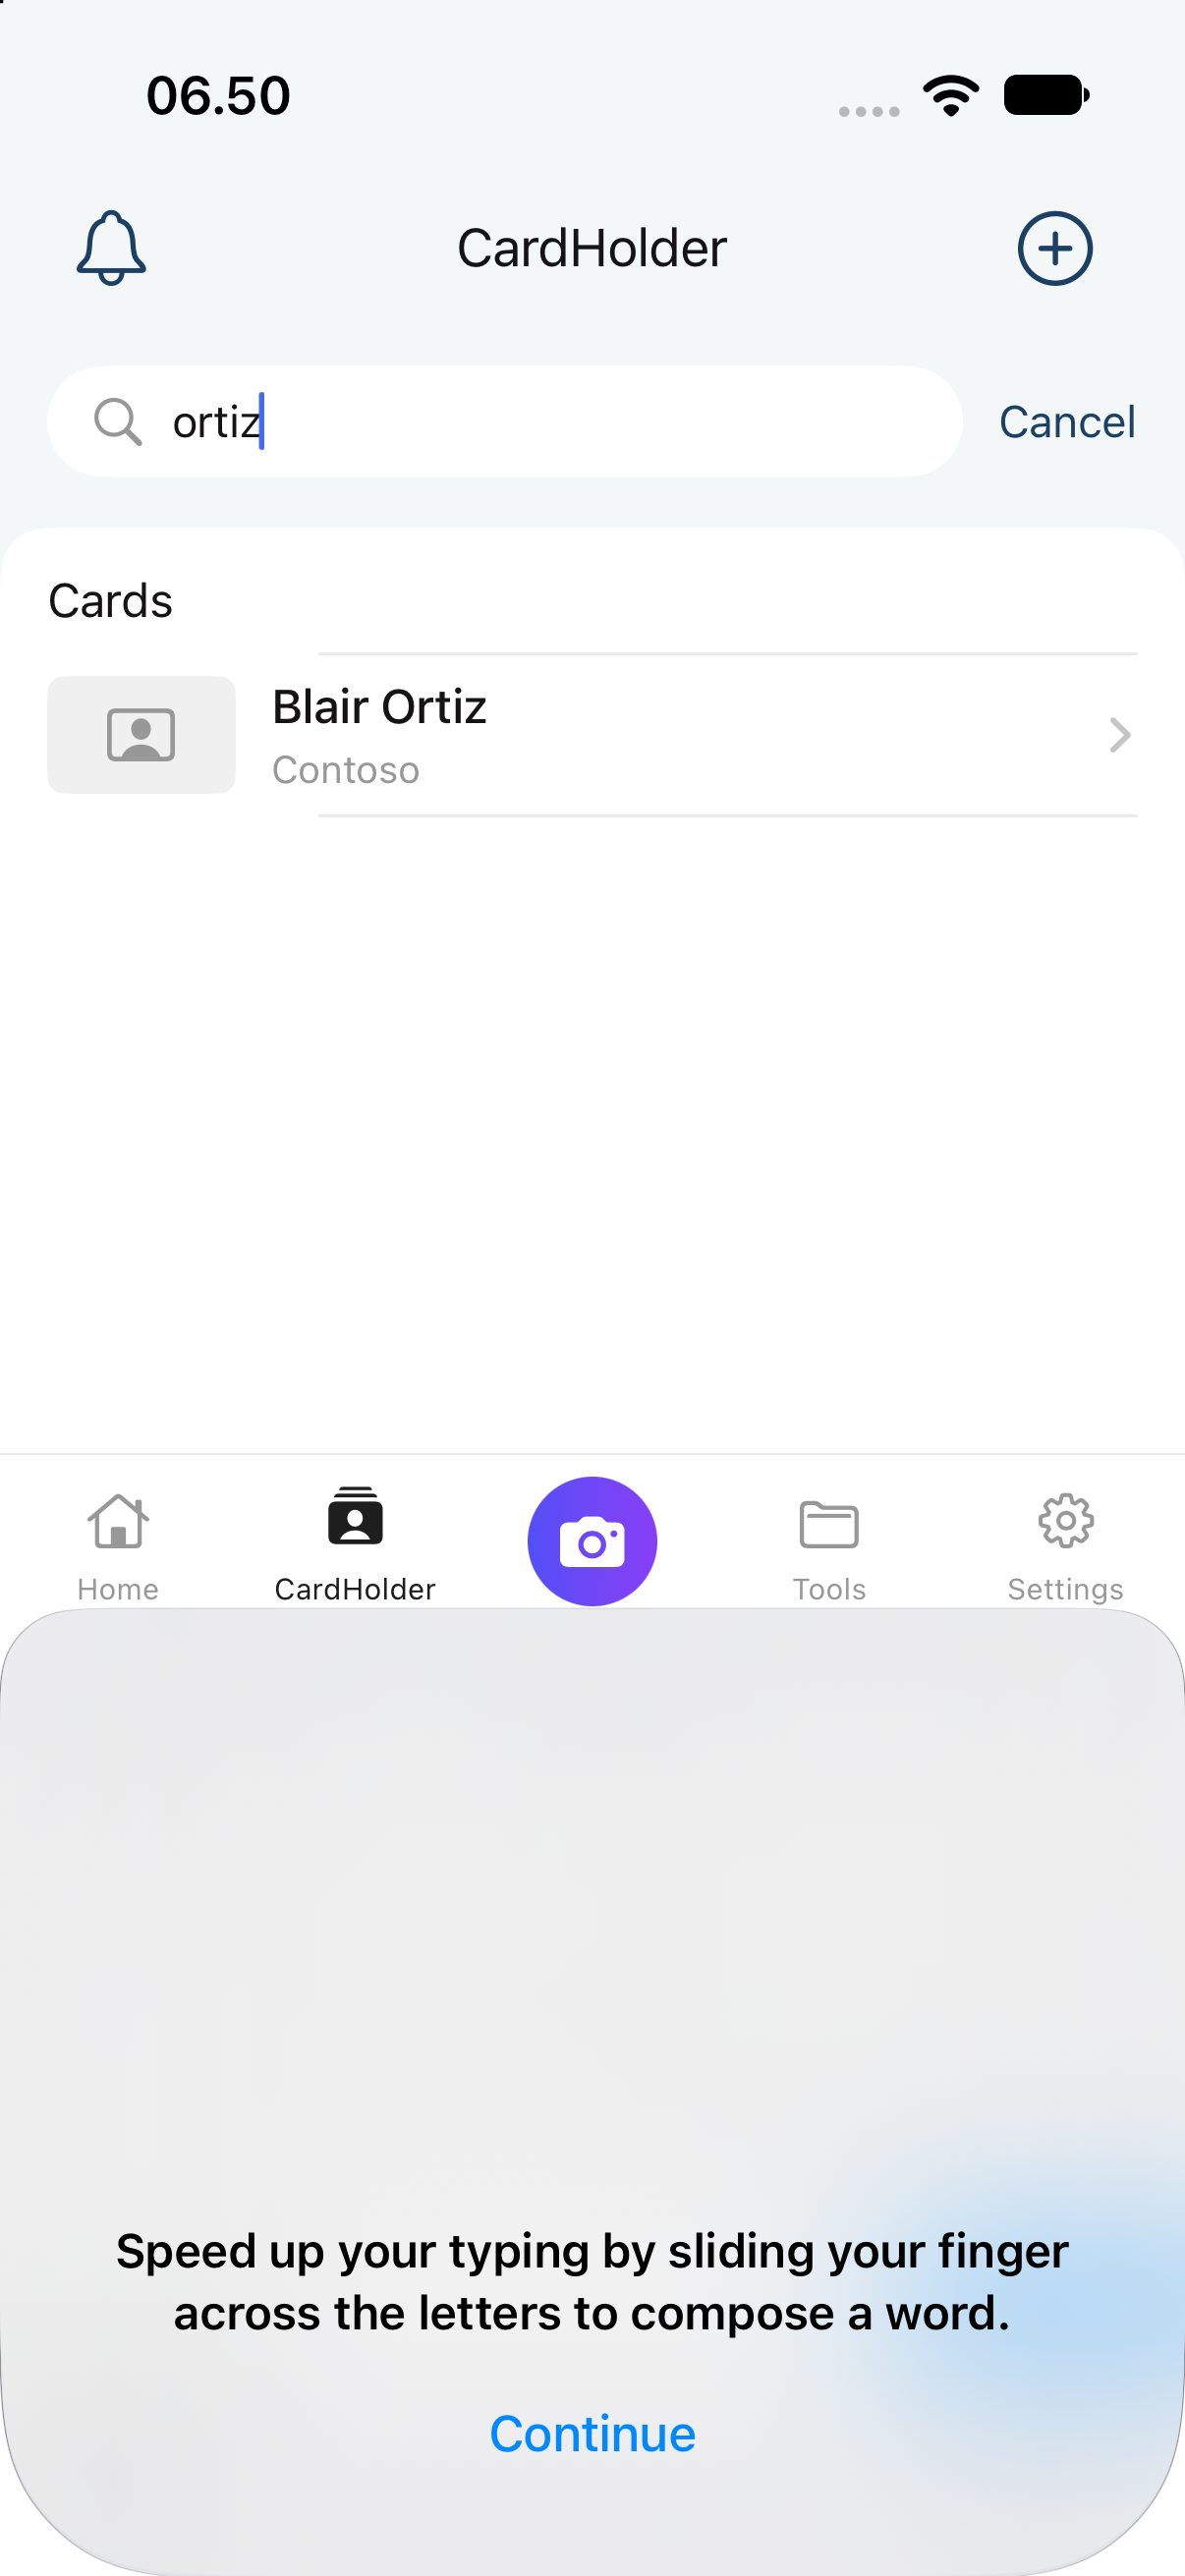 06.50
CardHolder
ortiz
Cancel
Cards
Blair Ortiz
Contoso
Home
CardHolder
Tools
Settings
Speed up your typing by sliding your finger
across the letters to compose a word.
Continue